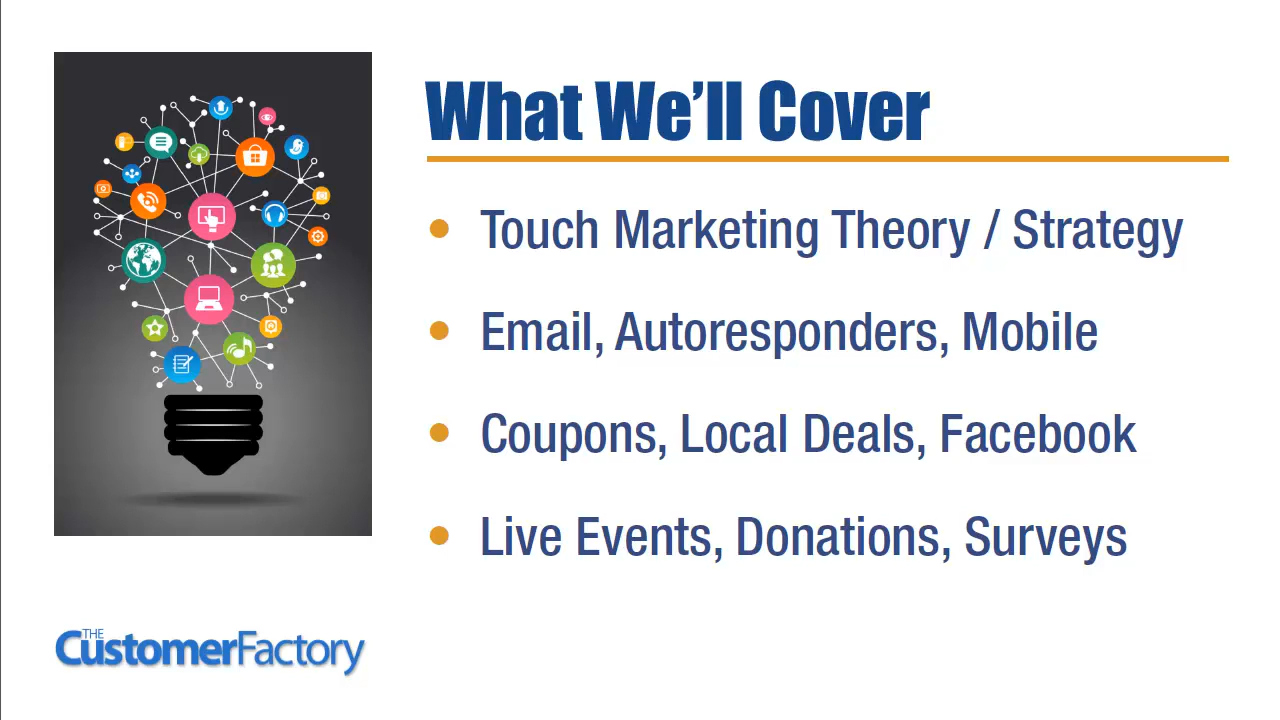 What We'll Cover
• Touch Marketing Theory / Strategy
• Email, Autoresponders, Mobile
• Coupons, Local Deals, Facebook
• Live Events, Donations, Surveys
THE
CustomerFactory